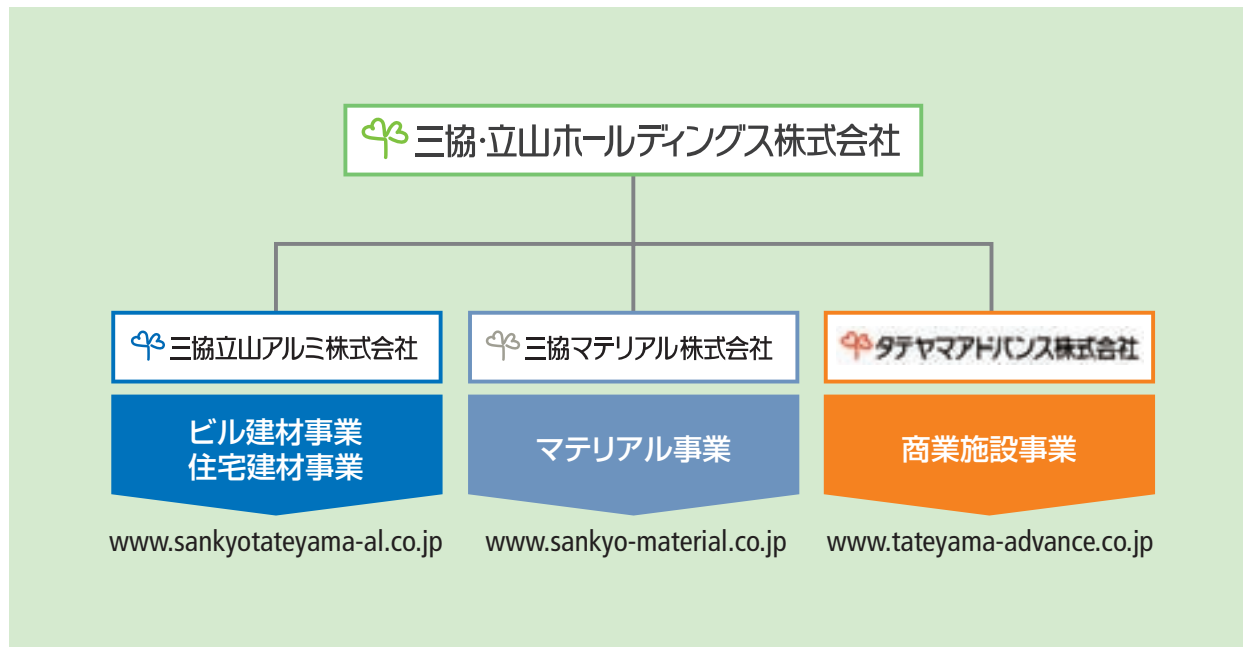 三協・立山ホールディングス株式会社
三協立山アルミ株式会社
三協マテリアル株式会社
タテヤマアドバンス株式会社
ビル建材事業
住宅建材事業
マテリアル事業
商業施設事業
www.sankyotateyama-al.co.jp
www.sankyo-material.co.jp
www.tateyama-advance.co.jp